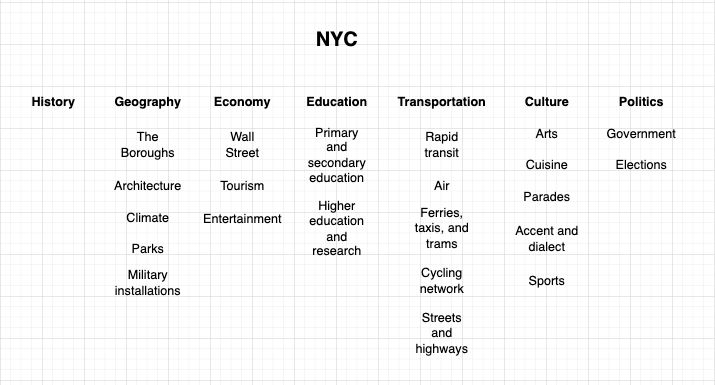 NYC
History
Geography
Economy
Education
Transportation
Culture
Politics
The
Boroughs
Architecture
Climate
Parks
Military
installations
Wall
Street
Tourism
Entertainment
Primary
and
secondary
education
Higher
education
and
research
Rapid
transit
Air
Ferries,
taxis, and
trams
Cycling
network
Streets
and
highways
Arts
Cuisine
Parades
Accent and
dialect
Sports
Government
Elections